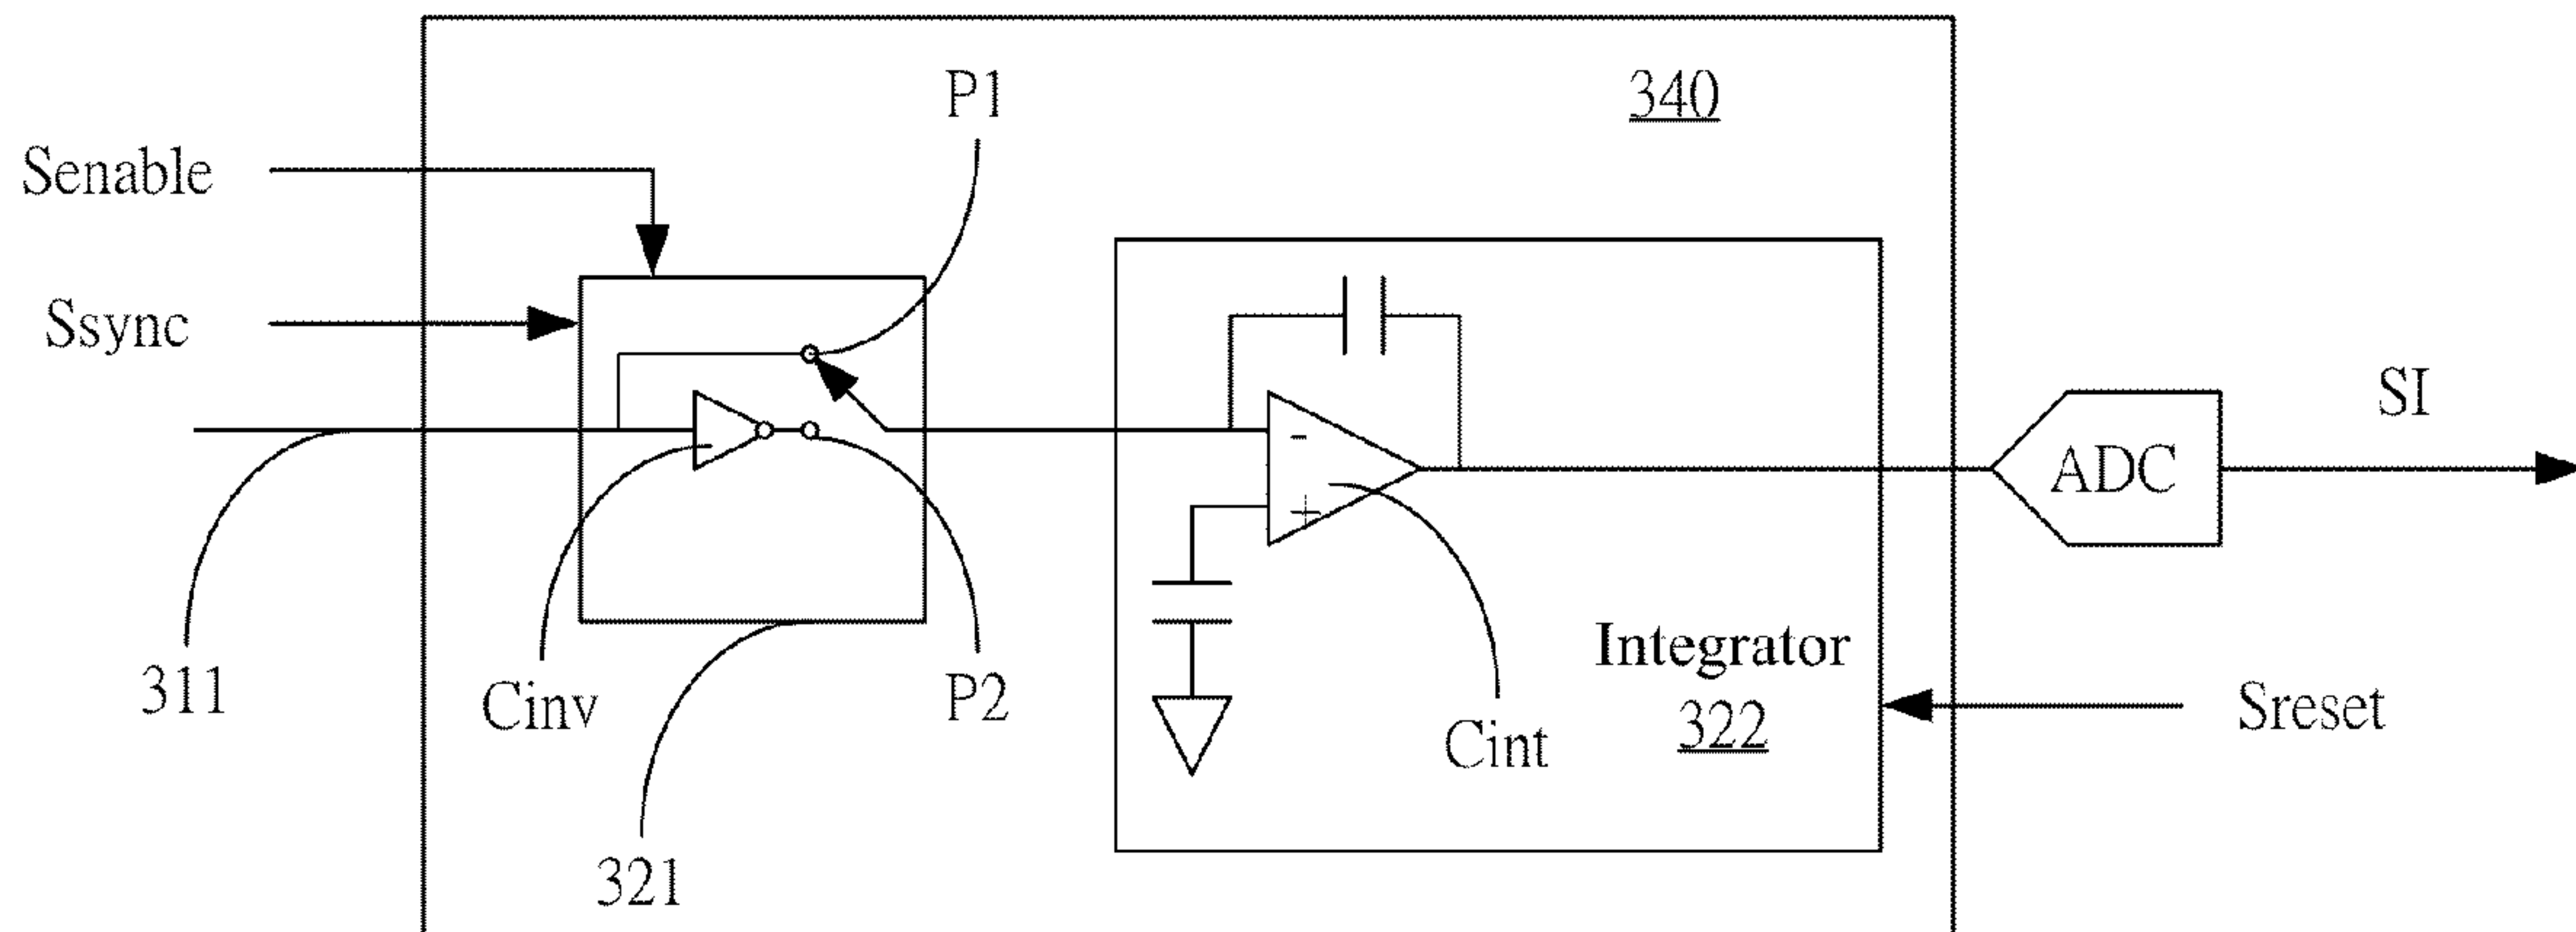 P1
340
Senable
Ssync
-
+
ADC
SI
311
Cinv
P2
Integrator
322
Cint
Sreset
321